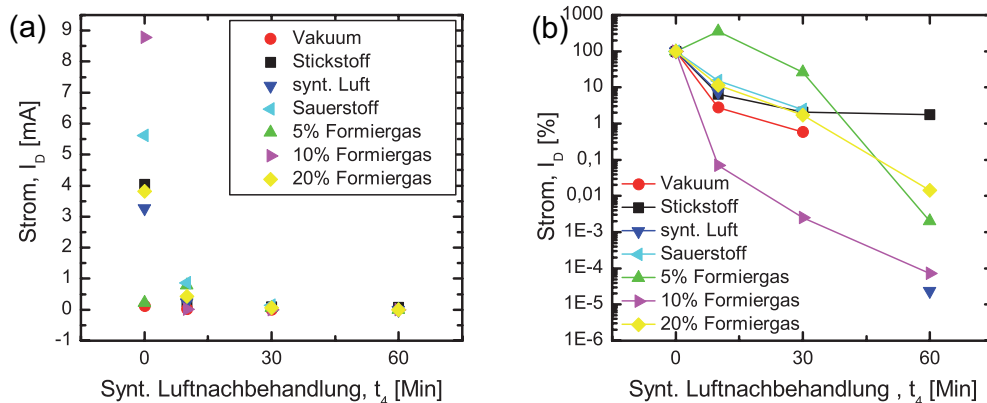 (a)
9
8
7
6
5
4
3
2
1
0
-1
Strom, I_D [mA]
Vakuum
Stickstoff
synt. Luft
Sauerstoff
5% Formiergas
10% Formiergas
20% Formiergas
0 30 60
Synt. Luftnachbehandlung, t_4 [Min]
(b)
100
10
1
0,1
0,01
1E-3
1E-4
1E-5
1E-6
Strom, I_D [%]
Vakuum
Stickstoff
synt. Luft
Sauerstoff
5% Formiergas
10% Formiergas
20% Formiergas
0 30 60
Synt. Luftnachbehandlung , t_4 [Min]